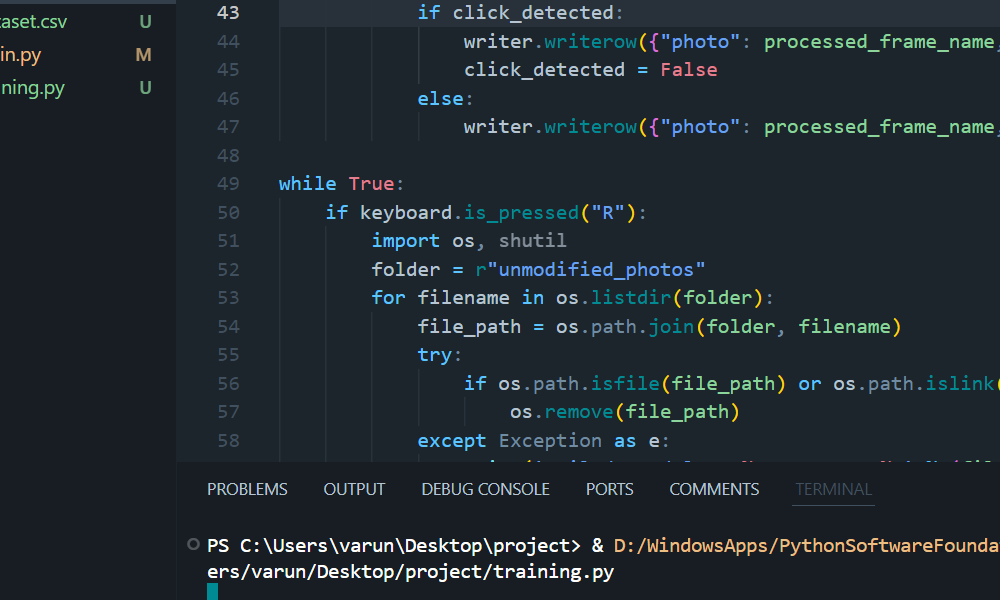 taset.csv U
in.py M
ning.py U
43 if click_detected:
44 writer.writerow({"photo": processed_frame_name,
45 click_detected = False
46 else:
47 writer.writerow({"photo": processed_frame_name,
48
49 while True:
50 if keyboard.is_pressed("R"):
51 import os, shutil
52 folder = r"unmodified_photos"
53 for filename in os.listdir(folder):
54 file_path = os.path.join(folder, filename)
55 try:
56 if os.path.isfile(file_path) or os.path.islink(
57 os.remove(file_path)
58 except Exception as e:
PROBLEMS OUTPUT DEBUG CONSOLE PORTS COMMENTS TERMINAL
PS C:\Users\varun\Desktop\project> & D:/WindowsApps/PythonSoftwareFounda
ers/varun/Desktop/project/training.py